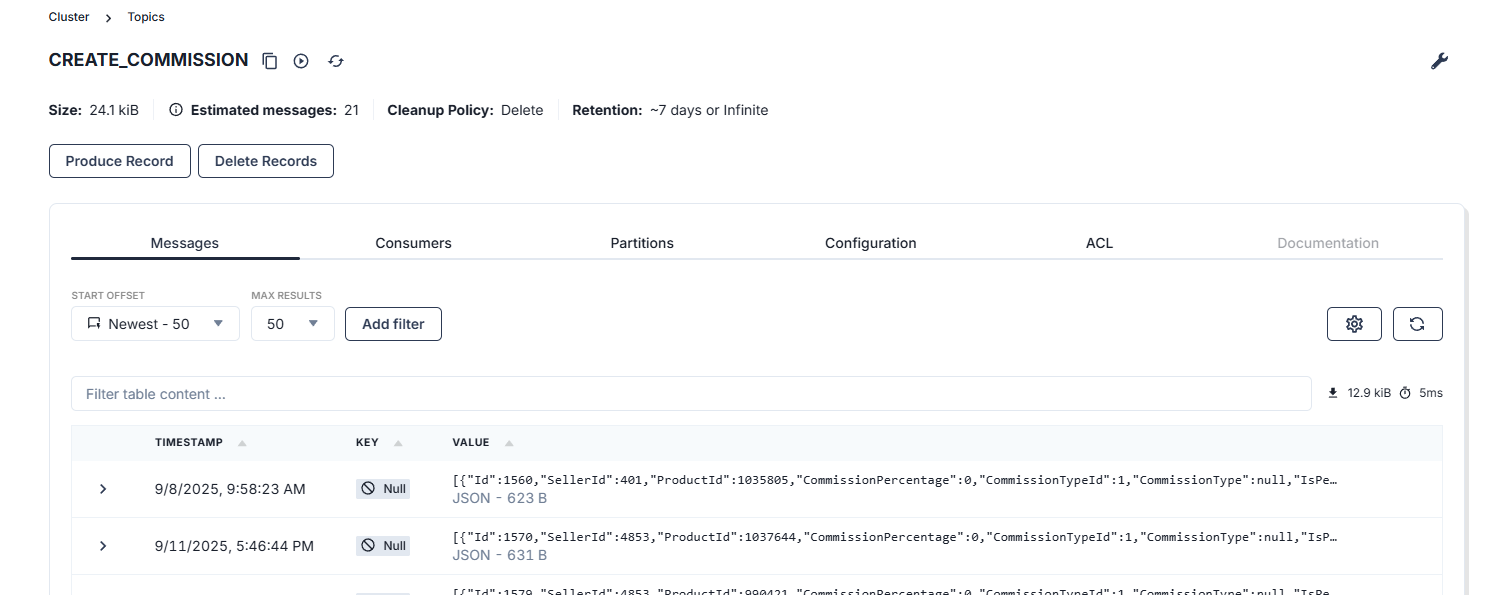 Cluster > Topics
CREATE_COMMISSION
Size: 24.1 kiB Estimated messages: 21 Cleanup Policy: Delete Retention: ~7 days or Infinite
Produce Record Delete Records
Messages Consumers Partitions Configuration ACL Documentation
START OFFSET MAX RESULTS
Newest - 50 50 Add filter
Filter table content ... 12.9 kiB 5ms
TIMESTAMP KEY VALUE
9/8/2025, 9:58:23 AM Null [{"Id":1560,"SellerId":401,"ProductId":1035805,"CommissionPercentage":0,"CommissionTypeId":1,"CommissionType":null,"IsPe…
JSON - 623 B
9/11/2025, 5:46:44 PM Null [{"Id":1570,"SellerId":4853,"ProductId":1037644,"CommissionPercentage":0,"CommissionTypeId":1,"CommissionType":null,"IsP…
JSON - 631 B
[{"Id":1579,"SellerId":4853,"ProductId":990421,"CommissionPercentage":0,"CommissionTypeId":1,"CommissionType":null,"IsPe…